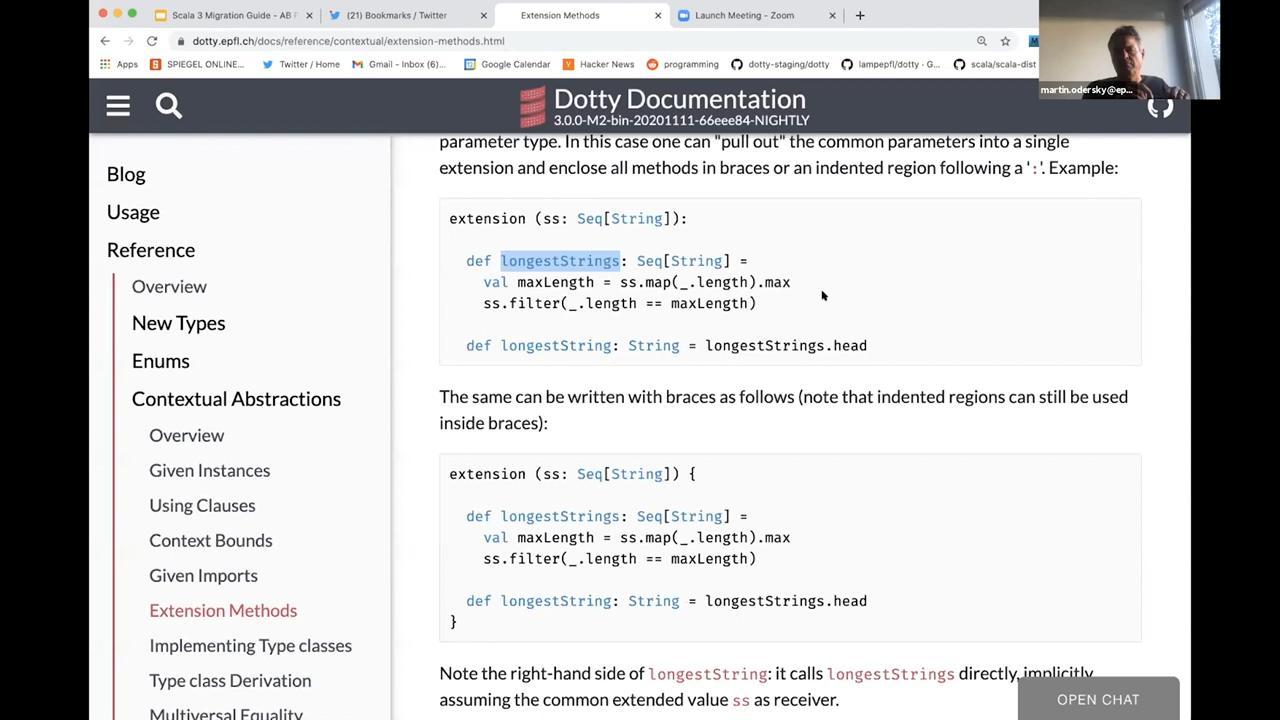 Scala 3 Migration Guide - AB F
(21) Bookmarks / Twitter
Extension Methods
Launch Meeting - Zoom
dotty.epfl.ch/docs/reference/contextual/extension-methods.html
Apps
SPIEGEL ONLINE...
Twitter / Home
Gmail - Inbox (6)...
Google Calendar
Hacker News
programming
dotty-staging/dotty
lampepfl/dotty - G...
scala/scala-dist
martin.odersky@ep...
Dotty Documentation
3.0.0-M2-bin-20201111-66eee84-NIGHTLY
Blog
Usage
Reference
Overview
New Types
Enums
Contextual Abstractions
Overview
Given Instances
Using Clauses
Context Bounds
Given Imports
Extension Methods
Implementing Type classes
Type class Derivation
Multiversal Equality
parameter type. In this case one can "pull out" the common parameters into a single
extension and enclose all methods in braces or an indented region following a ':'. Example:
extension (ss: Seq[String]):
def longestStrings: Seq[String] =
val maxLength = ss.map(_.length).max
ss.filter(_.length == maxLength)
def longestString: String = longestStrings.head
The same can be written with braces as follows (note that indented regions can still be used
inside braces):
extension (ss: Seq[String]) {
def longestStrings: Seq[String] =
val maxLength = ss.map(_.length).max
ss.filter(_.length == maxLength)
def longestString: String = longestStrings.head
}
Note the right-hand side of longestString: it calls longestStrings directly, implicitly
assuming the common extended value ss as receiver.
OPEN CHAT